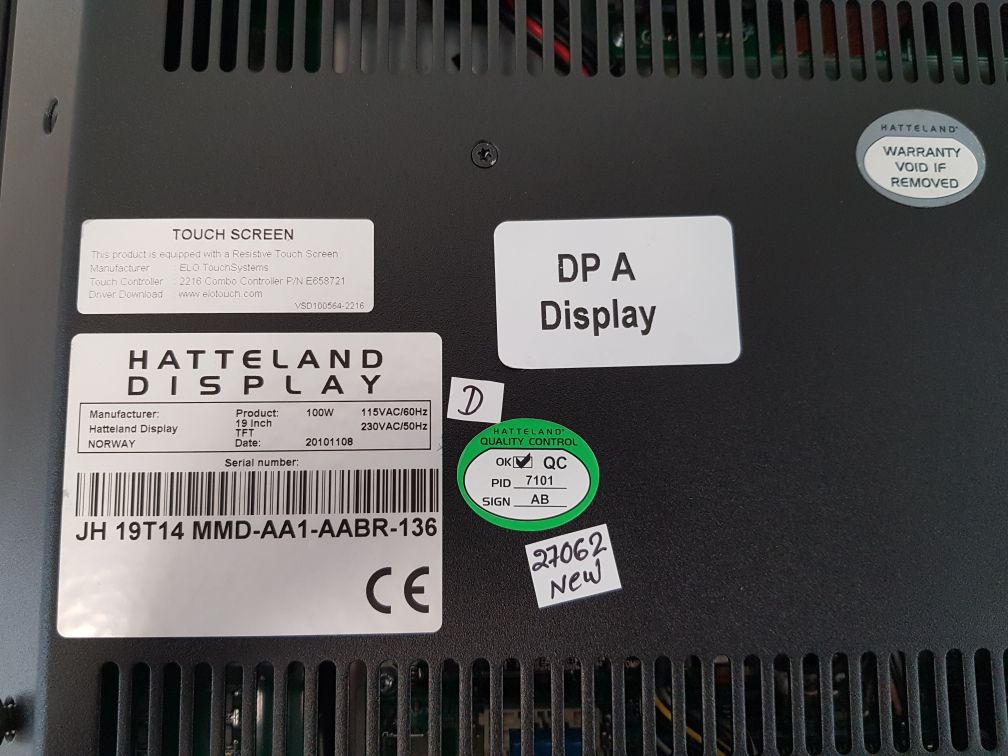 HATTELAND
WARRANTY
VOID IF
REMOVED
TOUCH SCREEN
This product is equipped with a Resistive Touch Screen
Manufacturer : ELO TouchSystems
Touch Controller : 2216 Combo Controller P/N E658721
Driver Download : www.elotouch.com
VSD100564-2216
DP A
Display
HATTELAND
DISPLAY
Manufacturer: Product: 100W 115VAC/60Hz
Hatteland Display 19 Inch 230VAC/50Hz
TFT
NORWAY Date: 20101108
Serial number:
JH 19T14 MMD-AA1-AABR-136
CE
D
HATTELAND
QUALITY CONTROL
OK QC
PID 7101
SIGN AB
27062
New